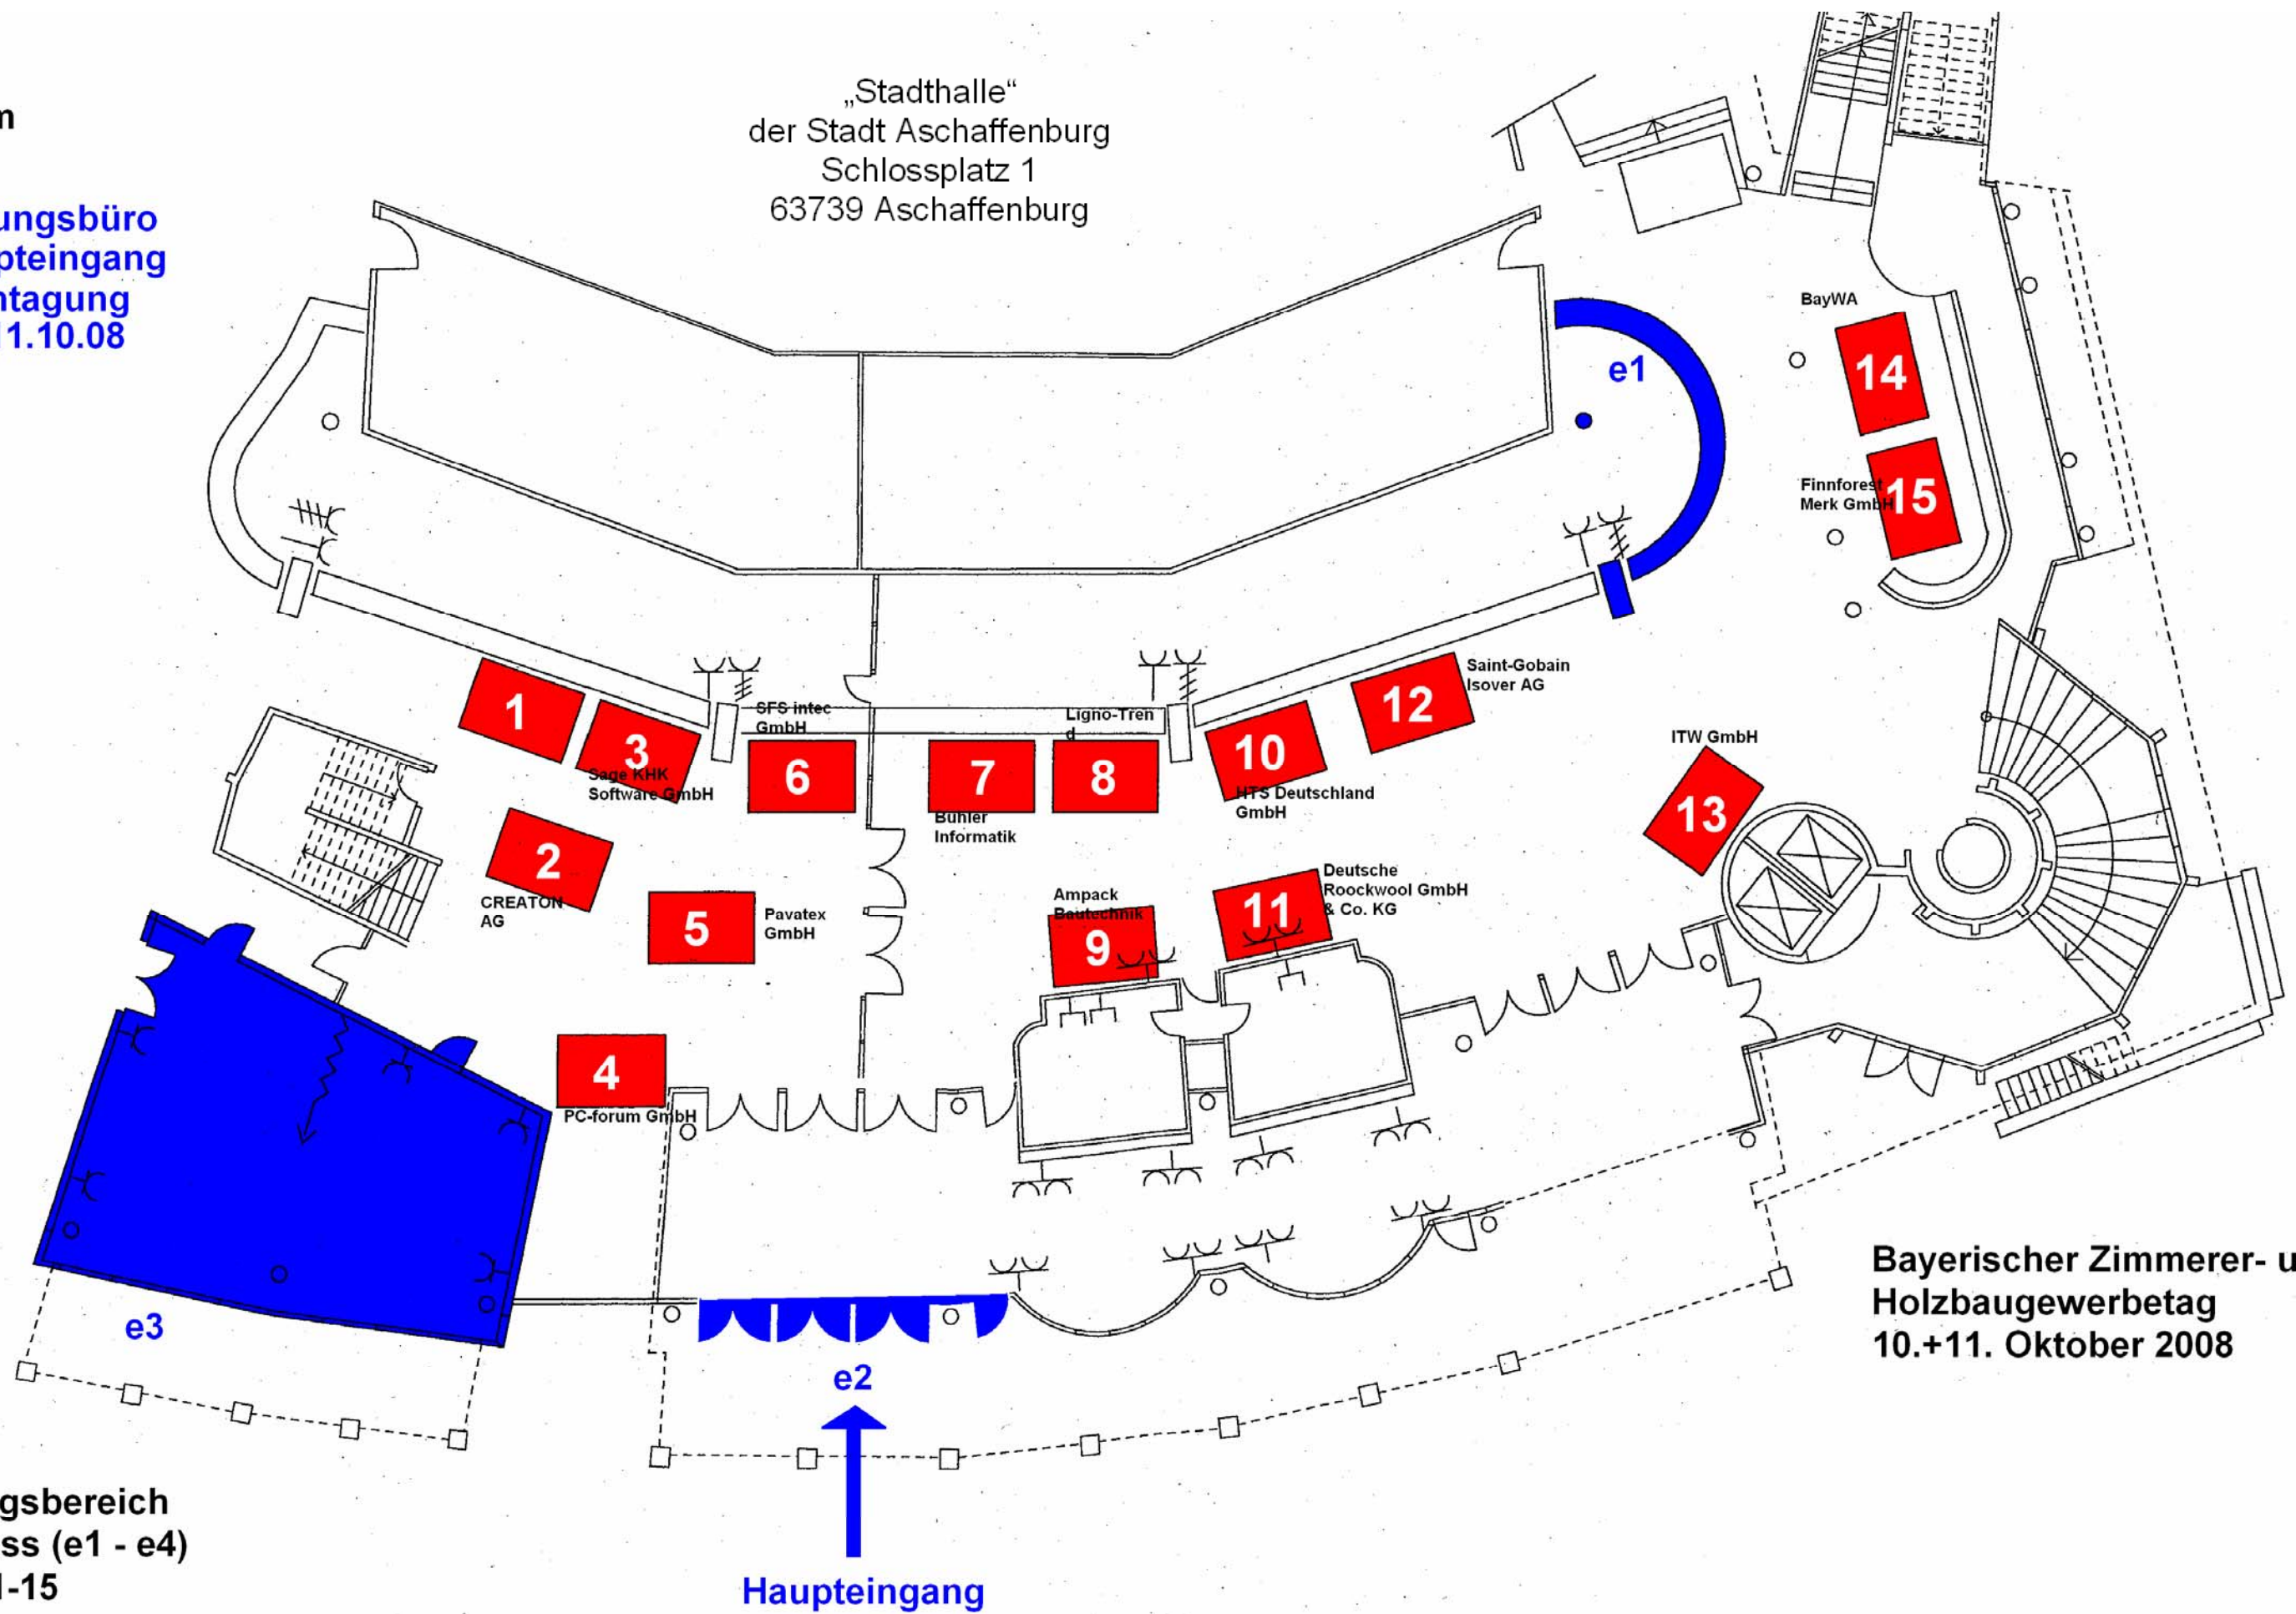 „Stadthalle“
der Stadt Aschaffenburg
Schlossplatz 1
63739 Aschaffenburg
m
ungsbüro
pteingang
ntagung
11.10.08
e1
BayWA
14
Finnforest
Merk GmbH
15
1
3
Sage KHK
Software GmbH
SFS intec
GmbH
6
7
Bühler
Informatik
Ligno-Tren
d
8
10
HTS Deutschland
GmbH
12
Saint-Gobain
Isover AG
ITW GmbH
13
2
CREATON
AG
5
Pavatex
GmbH
Ampack
Bautechnik
9
11
Deutsche
Roockwool GmbH
& Co. KG
4
PC-forum GmbH
e3
e2
Haupteingang
Bayerischer Zimmerer- u
Holzbaugewerbetag
10.+11. Oktober 2008
gsbereich
ss (e1 - e4)
1-15